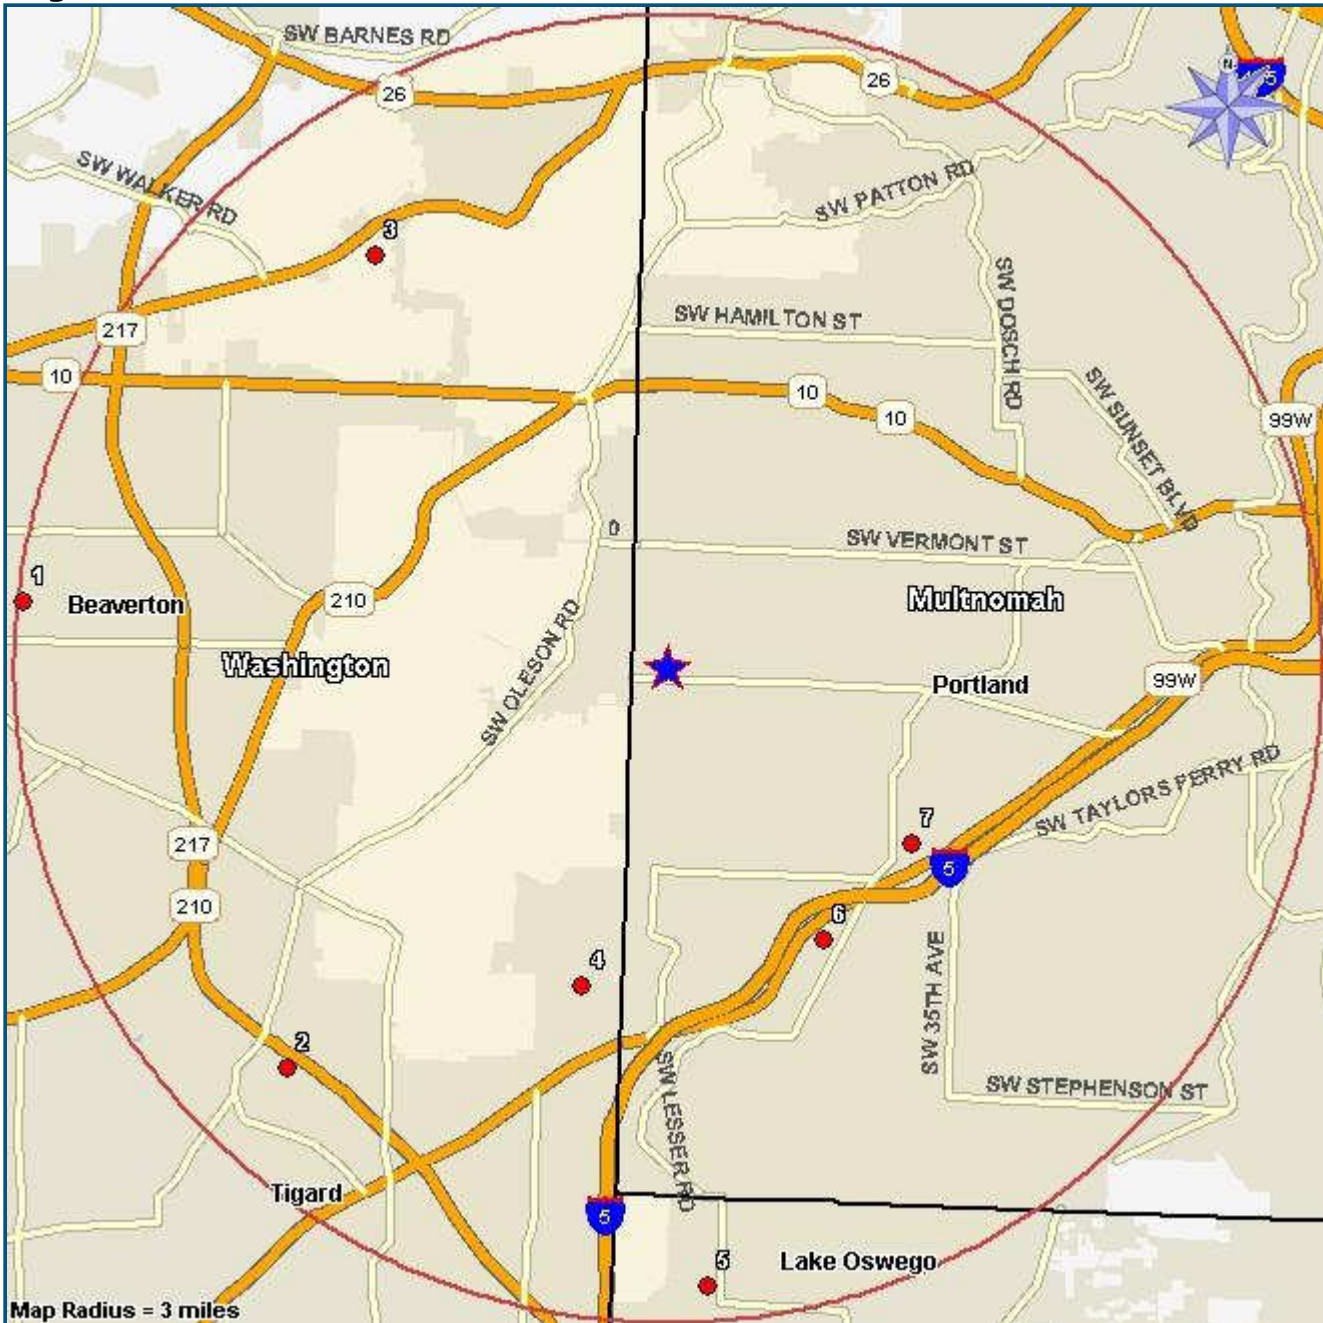 SW BARNES RD
26
26
N
5
SW WALKER RD
SW PATTON RD
3
SW DOSCH RD
SW HAMILTON ST
217
10
10
10
SW SUNSET BLVD
99W
0
SW VERMONT ST
1
Beaverton
210
Multnomah
SW OLESON RD
Washington
Portland
99W
SW TAYLORS FERRY RD
217
7
5
210
6
4
SW 35TH AVE
2
SW LESSER RD
SW STEPHENSON ST
Tigard
5
5
Lake Oswego
Map Radius = 3 miles